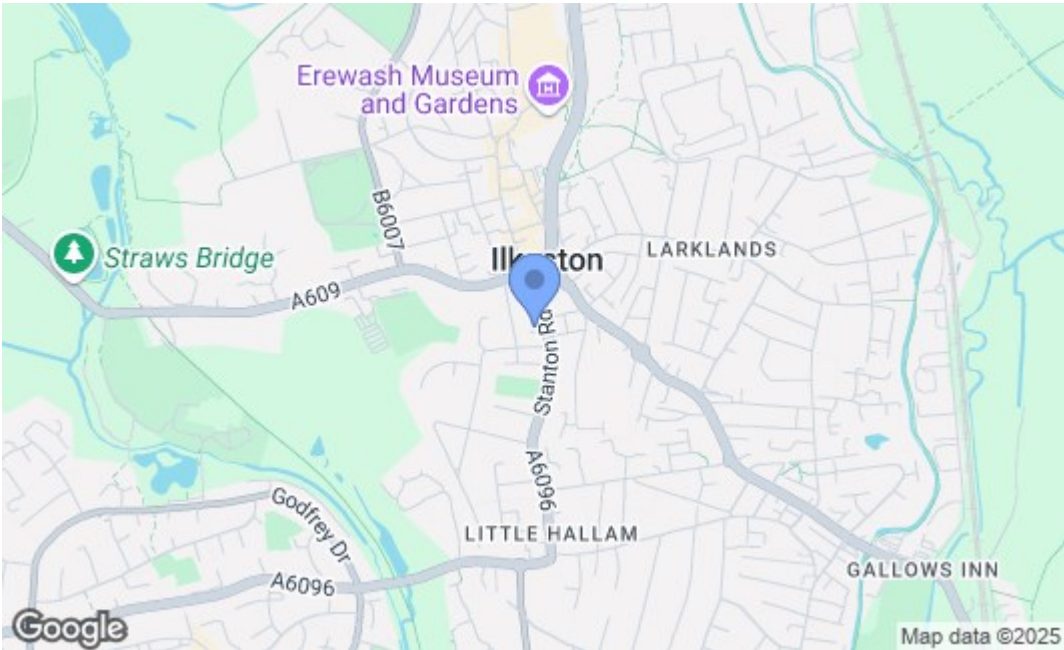 Erewash Museum
and Gardens
B6007
Straws Bridge
LARKLANDS
A609
Stanton
A6096
LITTLE HALLAM
Godfrey Dr
A6096
GALLOWS INN
Google
Map data ©2025